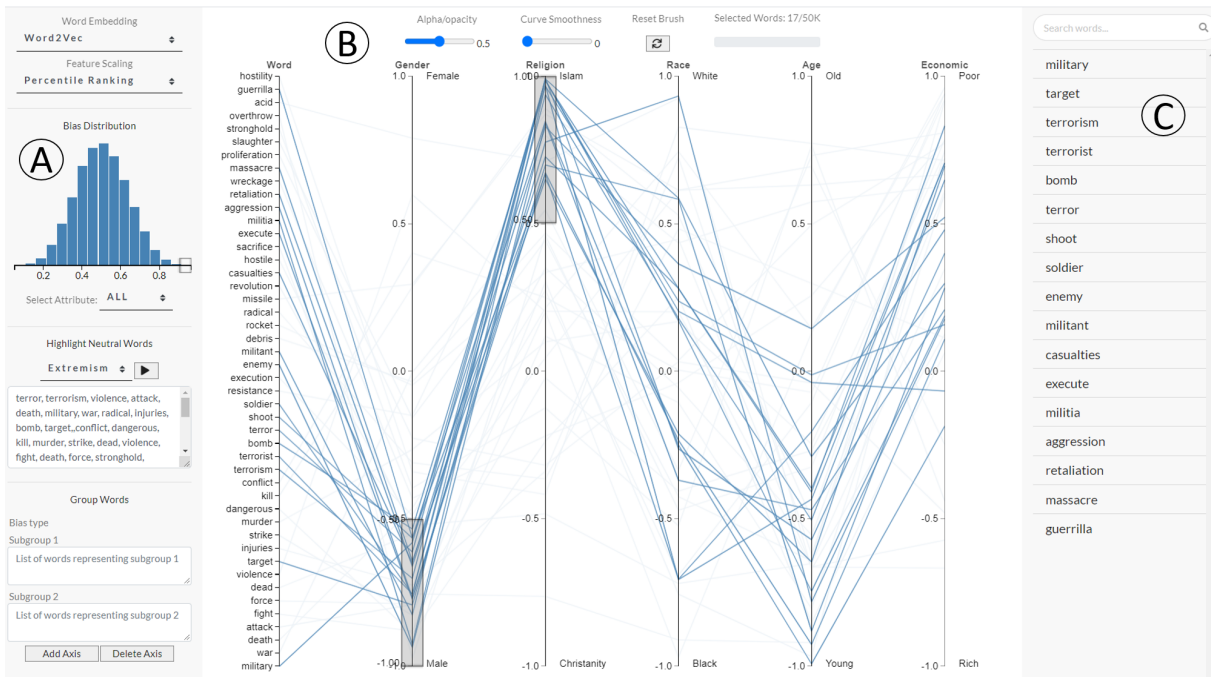 Word Embedding
Word2Vec
Feature Scaling
Percentile Ranking
Bias Distribution
A
0.2 0.4 0.6 0.8
Select Attribute: ALL
Highlight Neutral Words
Extremism
terror, terrorism, violence, attack,
death, military, war, radical, injuries,
bomb, target,,conflict, dangerous,
kill, murder, strike, dead, violence,
fight, death, force, stronghold,
Group Words
Bias type
Subgroup 1
List of words representing subgroup 1
Subgroup 2
List of words representing subgroup 2
Add Axis Delete Axis
B
Alpha/opacity
0.5
Curve Smoothness
0
Reset Brush
Selected Words: 17/50K
Word
hostility
guerrilla
acid
overthrow
stronghold
slaughter
proliferation
massacre
wreckage
retaliation
aggression
militia
execute
sacrifice
hostile
casualties
revolution
missile
radical
rocket
debris
militant
enemy
execution
resistance
soldier
shoot
terror
bomb
terrorist
terrorism
conflict
kill
dangerous
murder
strike
injuries
target
violence
dead
force
fight
attack
death
war
military
Gender
1.0 Female
0.5
0.0
-0.50
-1.00
Male
Religion
1.00 Islam
0.50
0.0
-0.5
-1.0 Christanity
Race
1.0 White
0.5
0.0
-0.5
-1.0 Black
Age
1.0 Old
0.5
0.0
-0.5
-1.0 Young
Economic
1.0 Poor
0.5
0.0
-0.5
-1.0 Rich
Search words...
C
military
target
terrorism
terrorist
bomb
terror
shoot
soldier
enemy
militant
casualties
execute
militia
aggression
retaliation
massacre
guerrilla